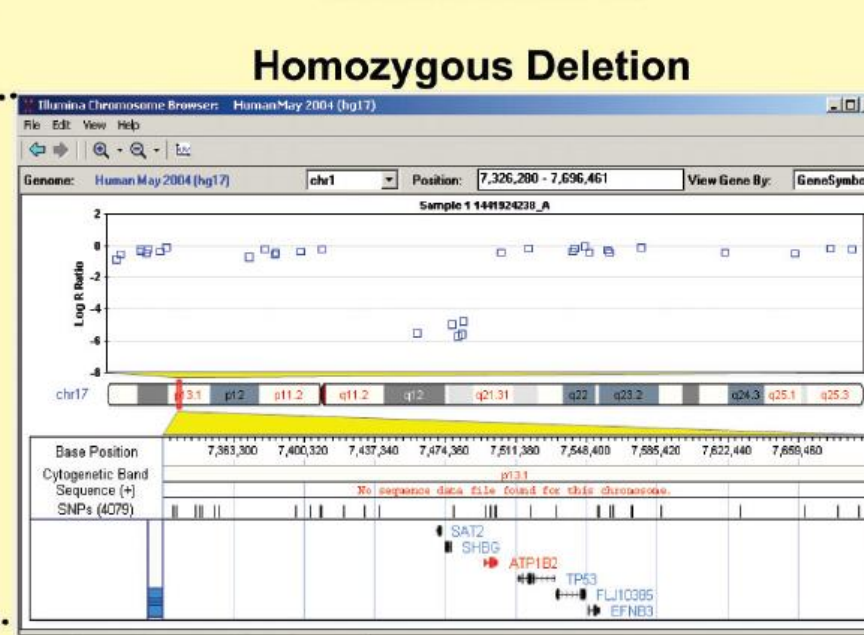 Homozygous Deletion
Illumina Chromosome Browser: Human May 2004 (hg17)
File Edit View Help
Genome: Human May 2004 (hg17) chr1 Position: 7,326,280 - 7,696,461 View Gene By: GeneSymbo
Sample 1 1441924238_A
Log R Ratio
2
0
-2
-4
-6
-8
chr17 p13.1 p12 p11.2 q11.2 q12 q21.31 q22 q23.2 q24.3 q25.1 q25.3
Base Position 7,363,300 7,400,320 7,437,340 7,474,360 7,511,380 7,548,400 7,585,420 7,622,440 7,659,460
Cytogenetic Band p13.1
Sequence (+) No sequence data file found for this chromosome.
SNPs (4079)
SAT2
SHBG
ATP1B2
TP53
FLJ10385
EFNB3